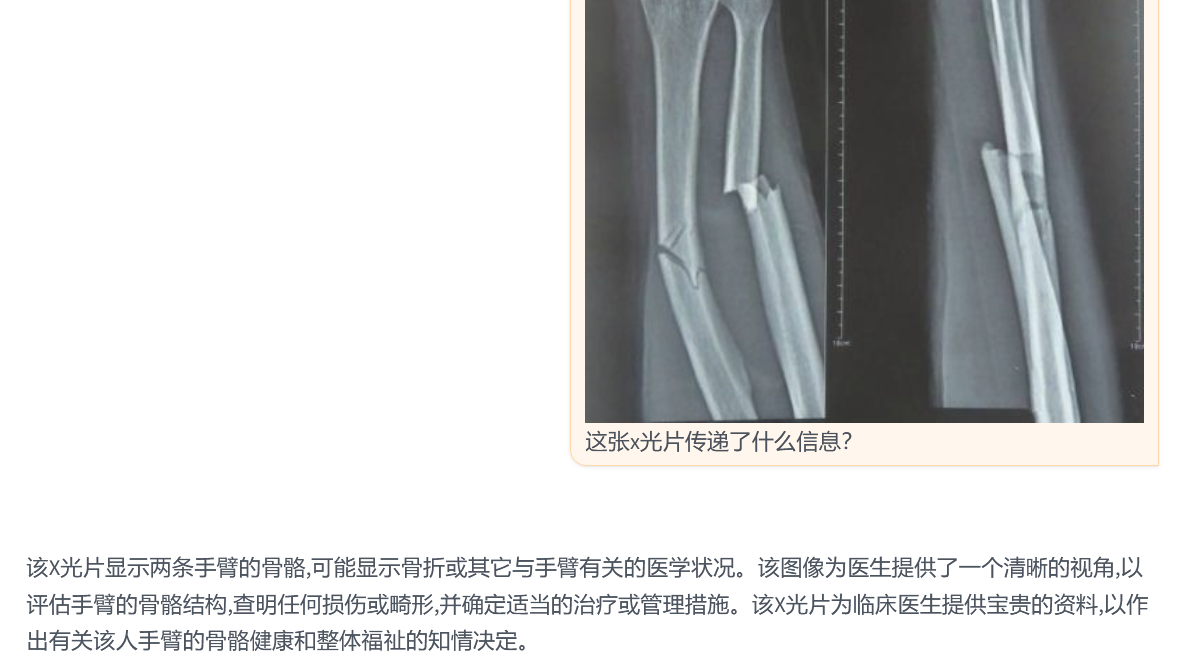 这张x光片传递了什么信息?
该X光片显示两条手臂的骨骼,可能显示骨折或其它与手臂有关的医学状况。该图像为医生提供了一个清晰的视角,以
评估手臂的骨骼结构,查明任何损伤或畸形,并确定适当的治疗或管理措施。该X光片为临床医生提供宝贵的资料,以作
出有关该人手臂的骨骼健康和整体福祉的知情决定。